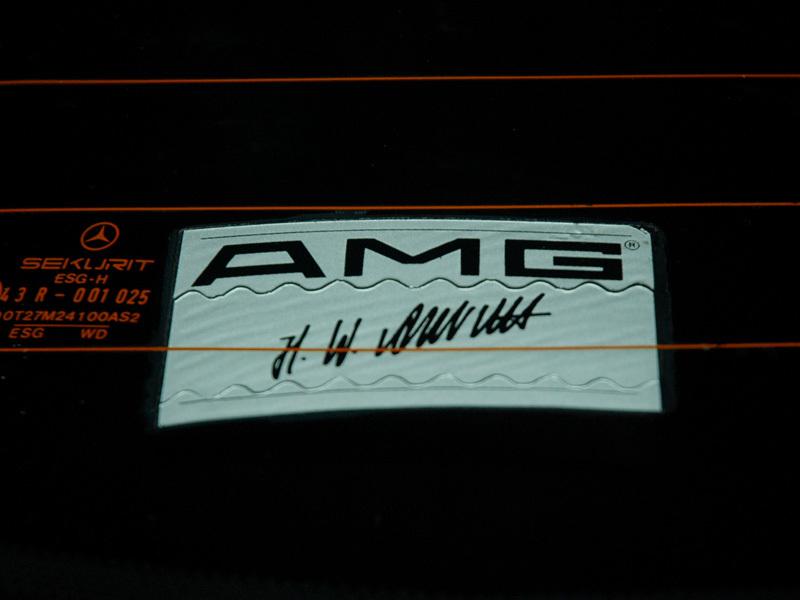 SEKURIT
ESG-H
43 R - 001 025
00T27M24100AS2
ESG WD
AMG®
H. W.